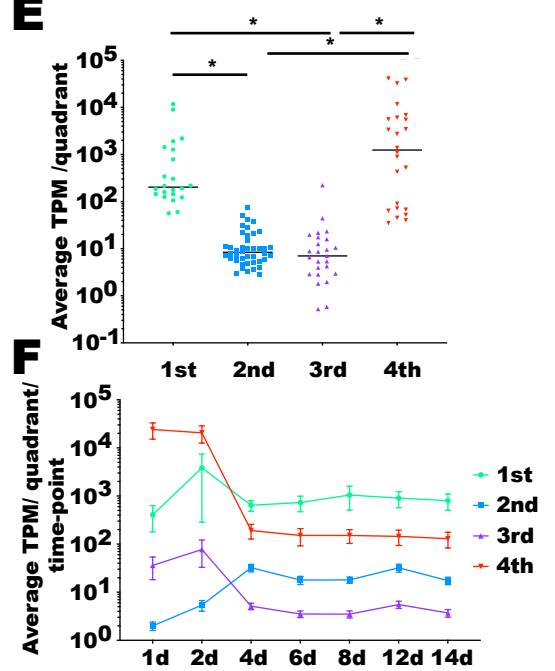 E
* *
*
*
Average TPM /quadrant
10^5
10^4
10^3
10^2
10^1
10^0
10^-1
1st 2nd 3rd 4th
F
Average TPM/ quadrant/
time-point
10^5
10^4
10^3
10^2
10^1
10^0
1d 2d 4d 6d 8d 12d 14d
1st
2nd
3rd
4th